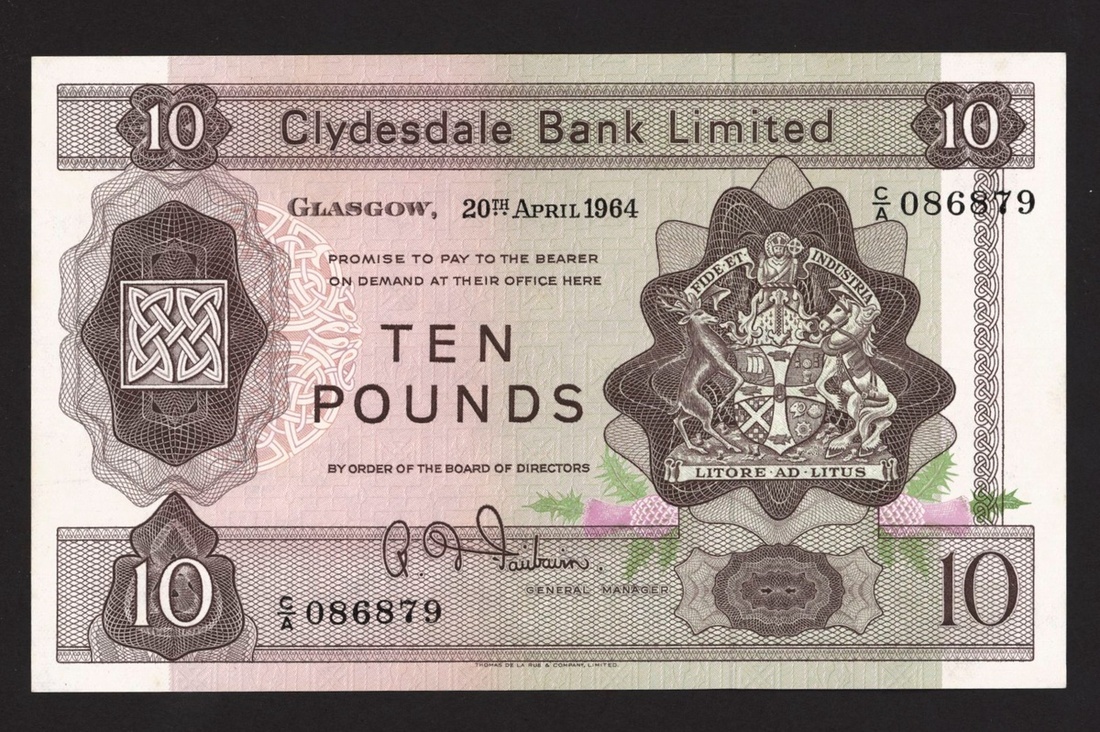 10 Clydesdale Bank Limited 10
GLASGOW, 20TH APRIL 1964 C/A 086879
PROMISE TO PAY TO THE BEARER
ON DEMAND AT THEIR OFFICE HERE
FIDE ET INDUSTRIA
TEN
POUNDS
BY ORDER OF THE BOARD OF DIRECTORS
LITORE·AD·LITUS
R. D. Fairbairn.
GENERAL MANAGER
10 C/A 086879 10
THOMAS DE LA RUE & COMPANY, LIMITED.